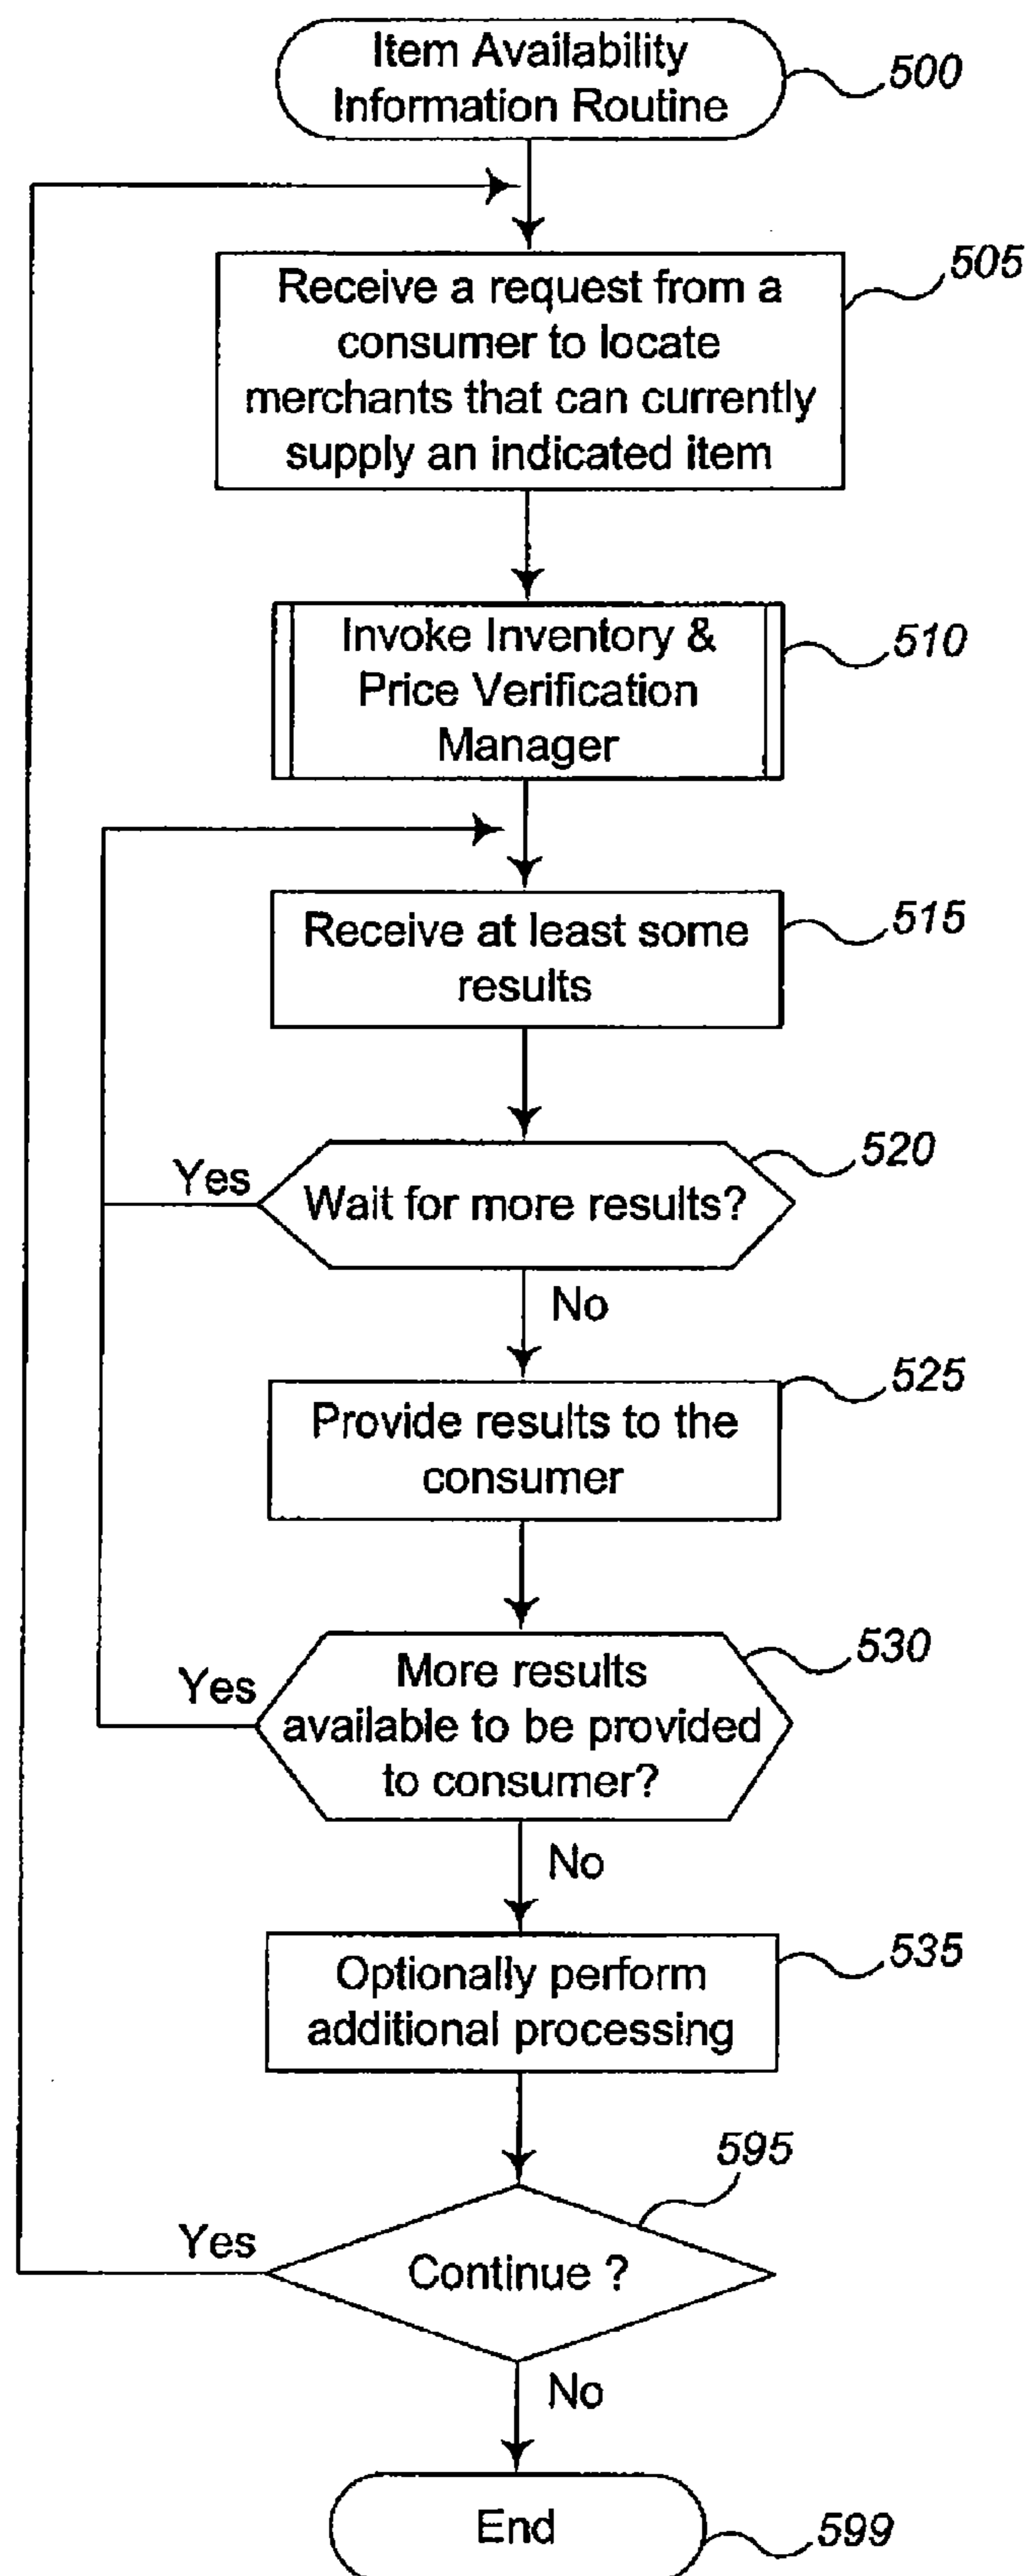 Item Availability
Information Routine
500
Receive a request from a
consumer to locate
merchants that can currently
supply an indicated item
505
Invoke Inventory &
Price Verification
Manager
510
Receive at least some
results
515
Wait for more results?
520
Yes
No
Provide results to the
consumer
525
More results
available to be provided
to consumer?
530
Yes
No
Optionally perform
additional processing
535
Continue ?
595
Yes
No
End
599